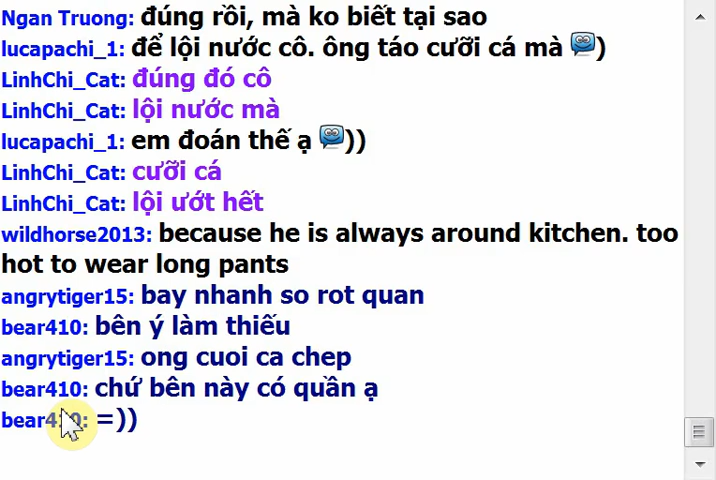 Ngan Truong: đúng rồi, mà ko biết tại sao
lucapachi_1: để lội nước cô. ông táo cưỡi cá mà )
LinhChi_Cat: đúng đó cô
LinhChi_Cat: lội nước mà
lucapachi_1: em đoán thế ạ ))
LinhChi_Cat: cưỡi cá
LinhChi_Cat: lội ướt hết
wildhorse2013: because he is always around kitchen. too
hot to wear long pants
angrytiger15: bay nhanh so rot quan
bear410: bên ý làm thiếu
angrytiger15: ong cuoi ca chep
bear410: chứ bên này có quần ạ
bear410: =))